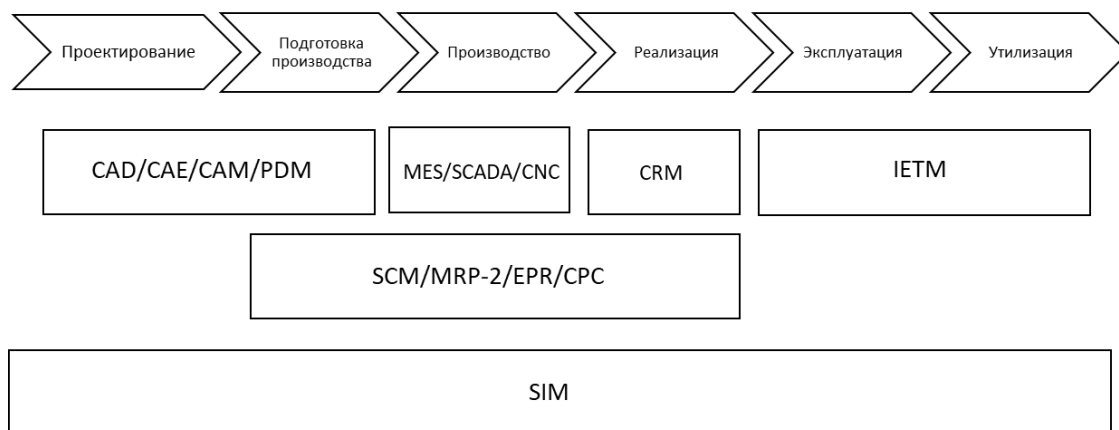 Проектирование
Подготовка
производства
Производство
Реализация
Эксплуатация
Утилизация
CAD/CAE/CAM/PDM
MES/SCADA/CNC
CRM
IETM
SCM/MRP-2/EPR/CPC
SIM